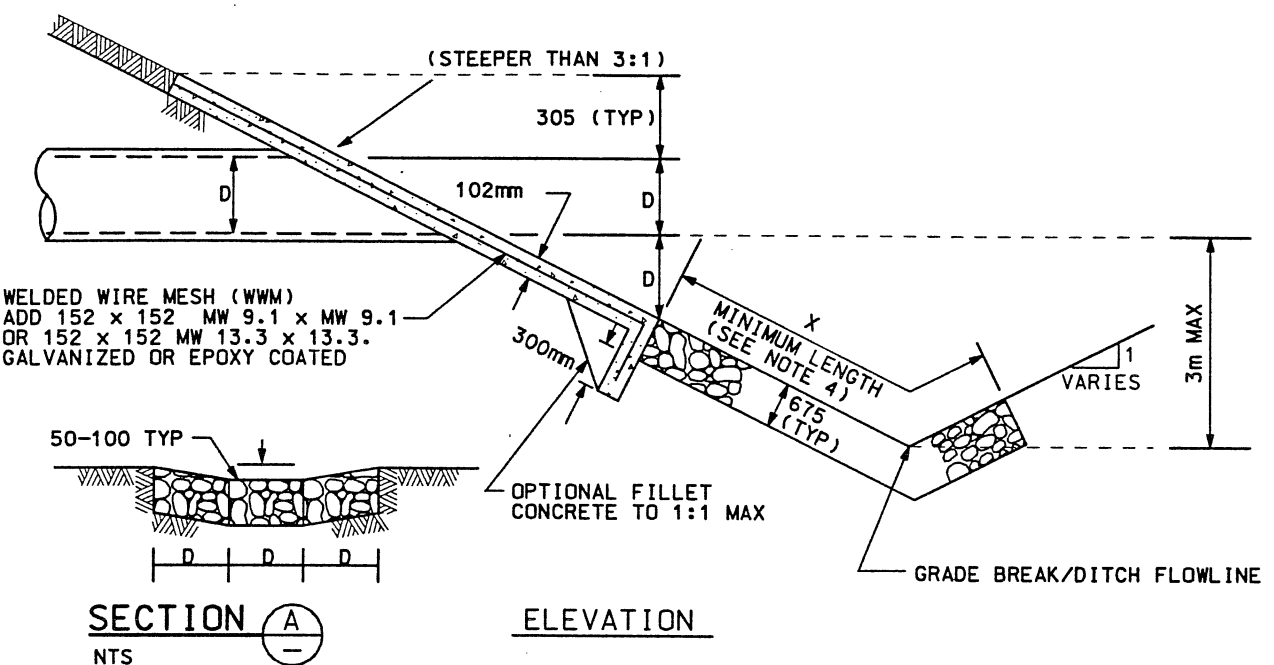 (STEEPER THAN 3:1)
305 (TYP)
D
D
102mm
D
WELDED WIRE MESH (WWM)
ADD 152 x 152 MW 9.1 x MW 9.1
OR 152 x 152 MW 13.3 x 13.3.
GALVANIZED OR EPOXY COATED
300mm
X
MINIMUM LENGTH
(SEE NOTE 4)
675
(TYP)
1
VARIES
3m MAX
50-100 TYP
OPTIONAL FILLET
CONCRETE TO 1:1 MAX
D D D
GRADE BREAK/DITCH FLOWLINE
SECTION A
–
NTS
ELEVATION